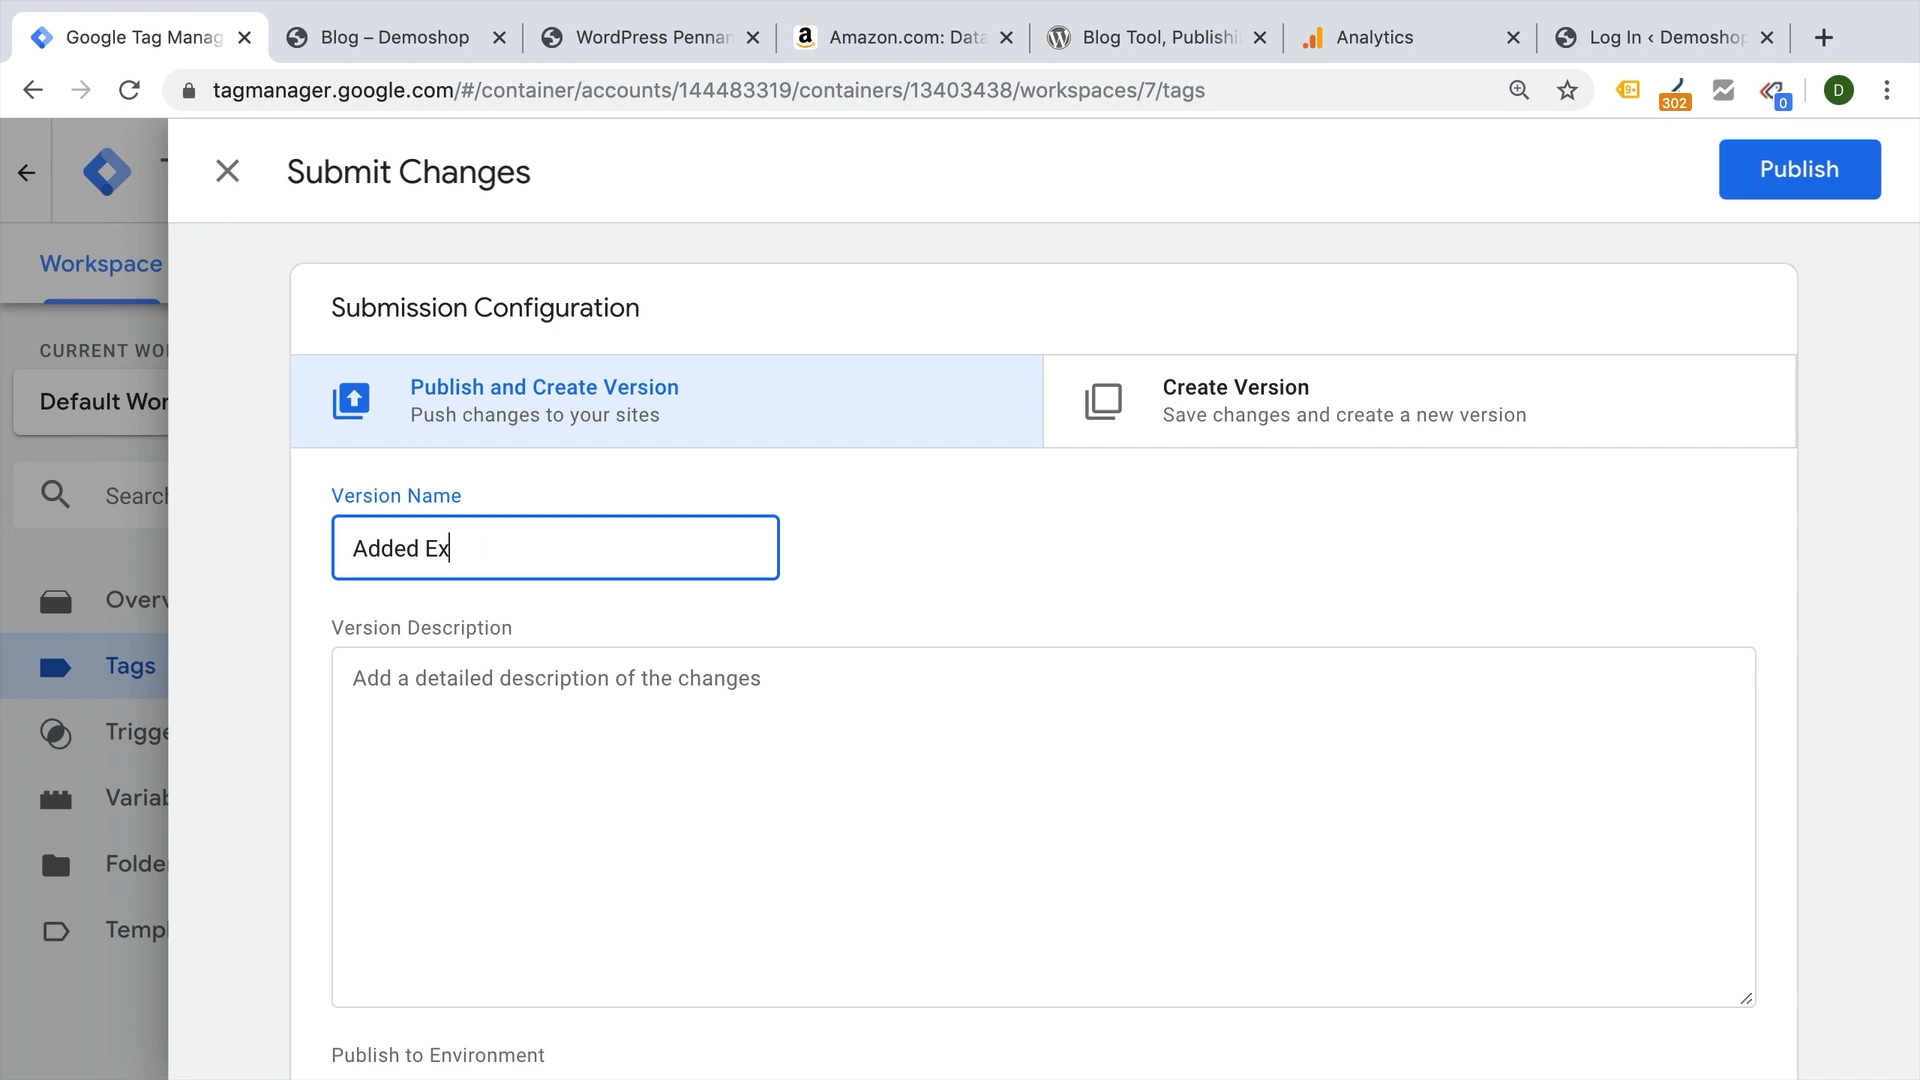 Google Tag Manag
Blog – Demoshop
WordPress Pennan
Amazon.com: Data
Blog Tool, Publishi
Analytics
Log In ‹ Demoshop
tagmanager.google.com/#/container/accounts/144483319/containers/13403438/workspaces/7/tags
9+
302
0
D
Submit Changes
Publish
Workspace
Submission Configuration
CURRENT WO
Default Wor
Publish and Create Version
Push changes to your sites
Create Version
Save changes and create a new version
Search
Version Name
Added Ex
Overv
Version Description
Tags
Add a detailed description of the changes
Trigge
Variab
Folde
Templ
Publish to Environment